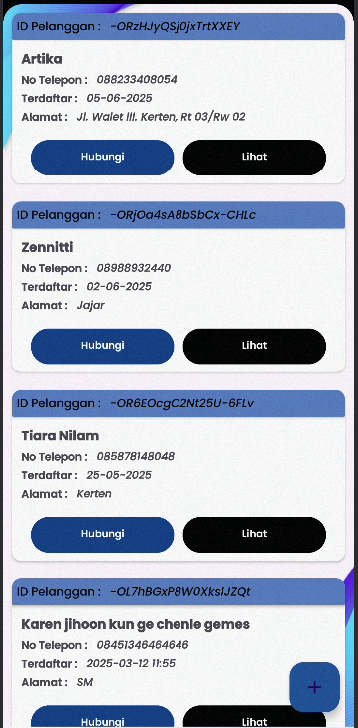 ID Pelanggan : -ORzHJyQSj0jxTrtXXEY
Artika
No Telepon : 088233408054
Terdaftar : 05-06-2025
Alamat : Jl. Walet III. Kerten, Rt 03/Rw 02
Hubungi Lihat
ID Pelanggan : -ORjOa4sA8bSbCx-CHLc
Zennitti
No Telepon : 08988932440
Terdaftar : 02-06-2025
Alamat : Jajar
Hubungi Lihat
ID Pelanggan : -OR6EOcgC2Nt25U-6FLv
Tiara Nilam
No Telepon : 085878148048
Terdaftar : 25-05-2025
Alamat : Kerten
Hubungi Lihat
ID Pelanggan : -OL7hBGxP8W0XksIJZQt
Karen jihoon kun ge chenle gemes
No Telepon : 08451346464646
Terdaftar : 2025-03-12 11:55
Alamat : SM
Hubungi Lihat
+